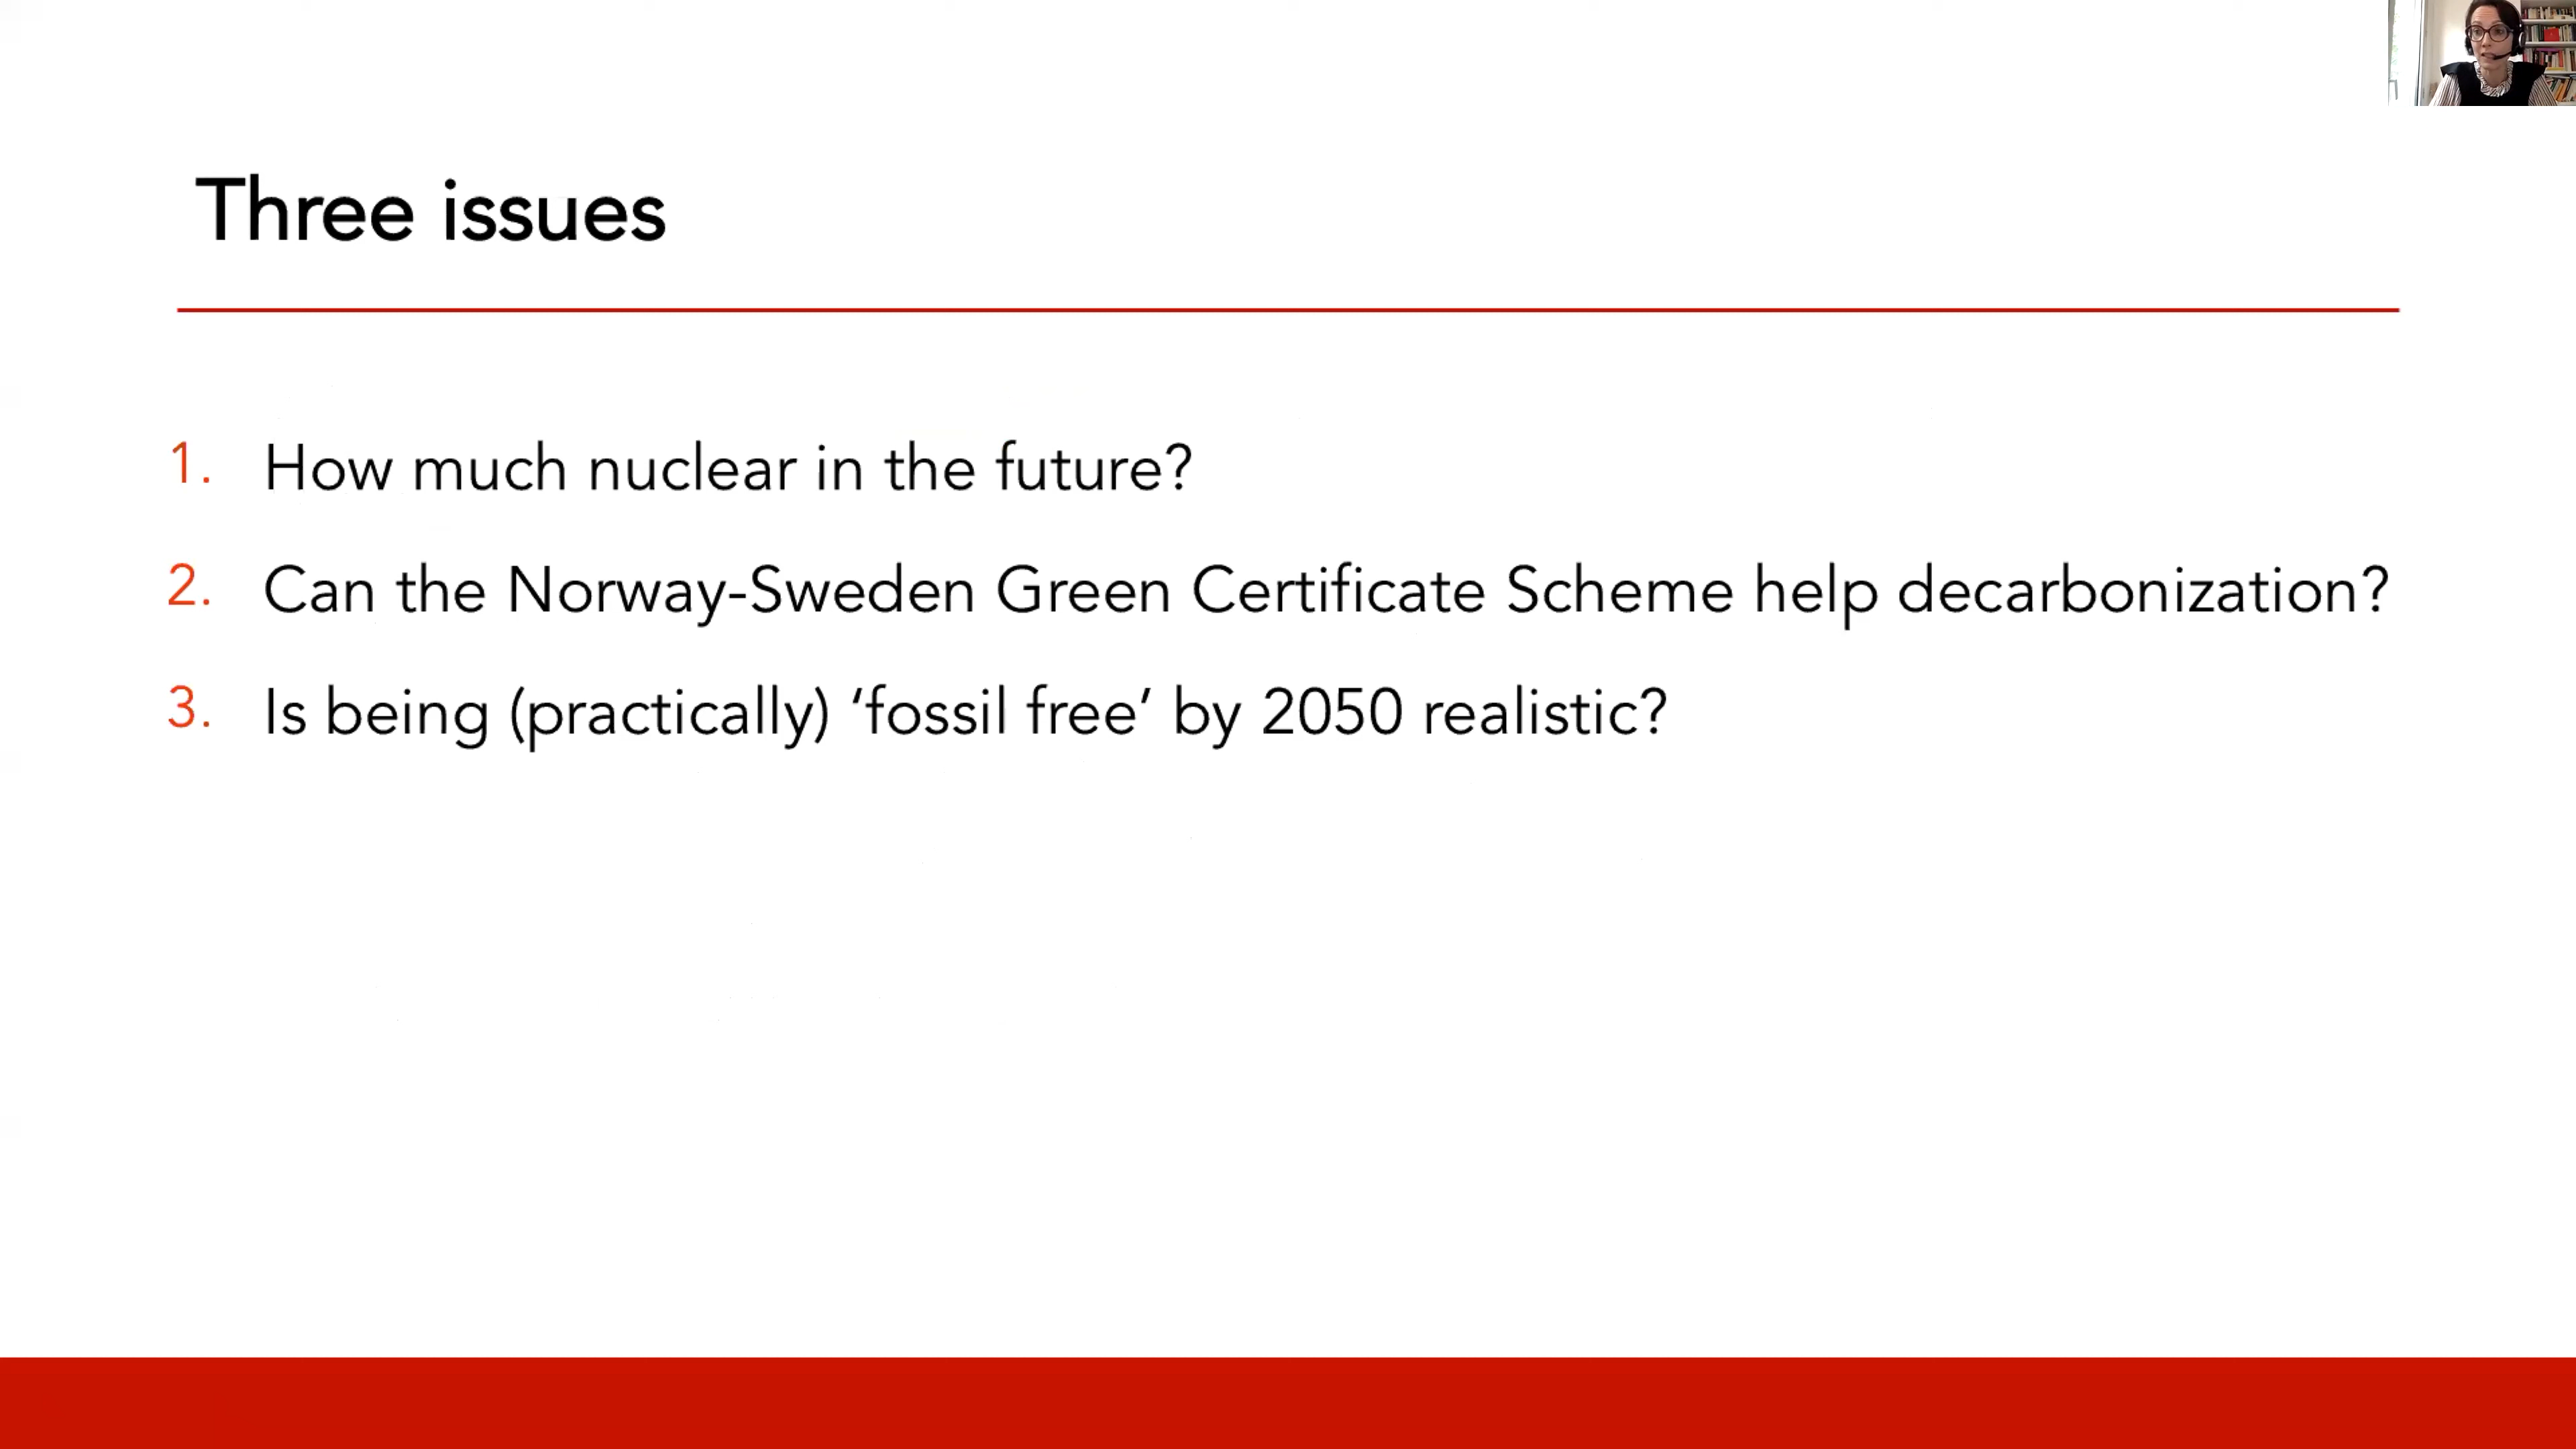 Three issues
1. How much nuclear in the future?
2. Can the Norway-Sweden Green Certificate Scheme help decarbonization?
3. Is being (practically) ‘fossil free’ by 2050 realistic?